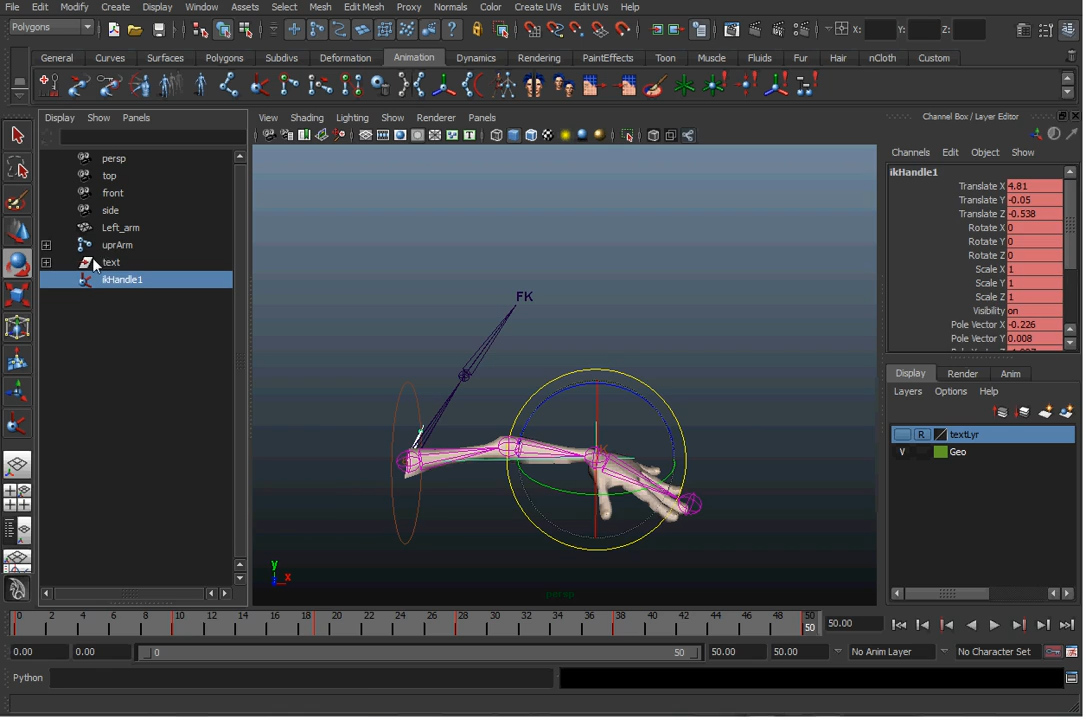 File Edit Modify Create Display Window Assets Select Mesh Edit Mesh Proxy Normals Color Create UVs Edit UVs Help
Polygons X: Y: Z:
General Curves Surfaces Polygons Subdivs Deformation Animation Dynamics Rendering PaintEffects Toon Muscle Fluids Fur Hair nCloth Custom
Display Show Panels
View Shading Lighting Show Renderer Panels
Channel Box / Layer Editor
Channels Edit Object Show
persp
top
front
side
Left_arm
uprArm
text
ikHandle1
FK
y
x
persp
ikHandle1
Translate X 4.81
Translate Y -0.05
Translate Z -0.538
Rotate X 0
Rotate Y 0
Rotate Z 0
Scale X 1
Scale Y 1
Scale Z 1
Visibility on
Pole Vector X -0.226
Pole Vector Y 0.008
Display Render Anim
Layers Options Help
R textLyr
V Geo
0 2 4 6 8 10 12 14 16 18 20 22 24 26 28 30 32 34 36 38 40 42 44 46 48 50
50 50.00
0.00 0.00 0 50 50.00 50.00 No Anim Layer No Character Set
Python